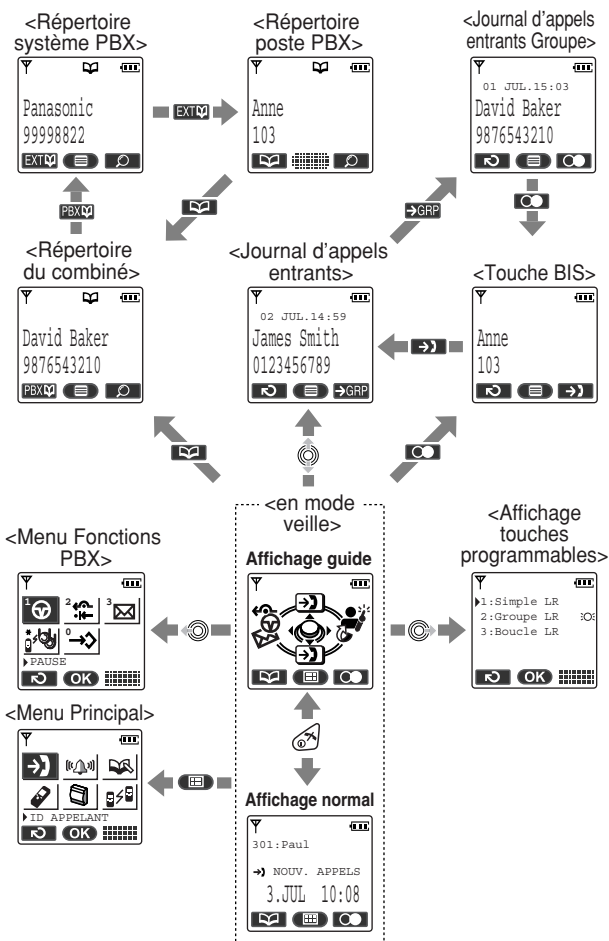 <Répertoire
système PBX>
Panasonic
99998822
EXT
EXT
<Répertoire
poste PBX>
Anne
103
<Journal d'appels
entrants Groupe>
01 JUL.15:03
David Baker
9876543210
PBX
→GRP
<Répertoire
du combiné>
David Baker
9876543210
PBX
<Journal d'appels
entrants>
02 JUL.14:59
James Smith
0123456789
→GRP
<Touche BIS>
Anne
103
<en mode
veille>
Affichage guide
<Menu Fonctions
PBX>
1
2
3
*
0
PAUSE
OK
<Affichage
touches
programmables>
1:Simple LR
2:Groupe LR
3:Boucle LR
OK
<Menu Principal>
ID APPELANT
OK
Affichage normal
301:Paul
NOUV. APPELS
3.JUL 10:08